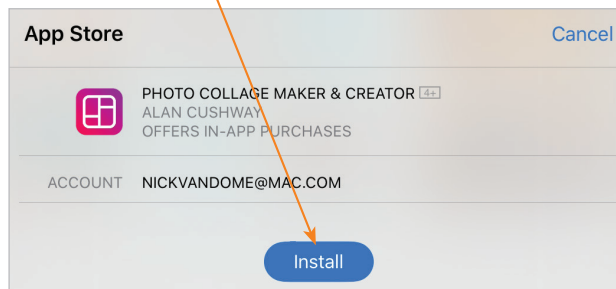 App Store Cancel
PHOTO COLLAGE MAKER & CREATOR 4+
ALAN CUSHWAY
OFFERS IN-APP PURCHASES
ACCOUNT NICKVANDOME@MAC.COM
Install